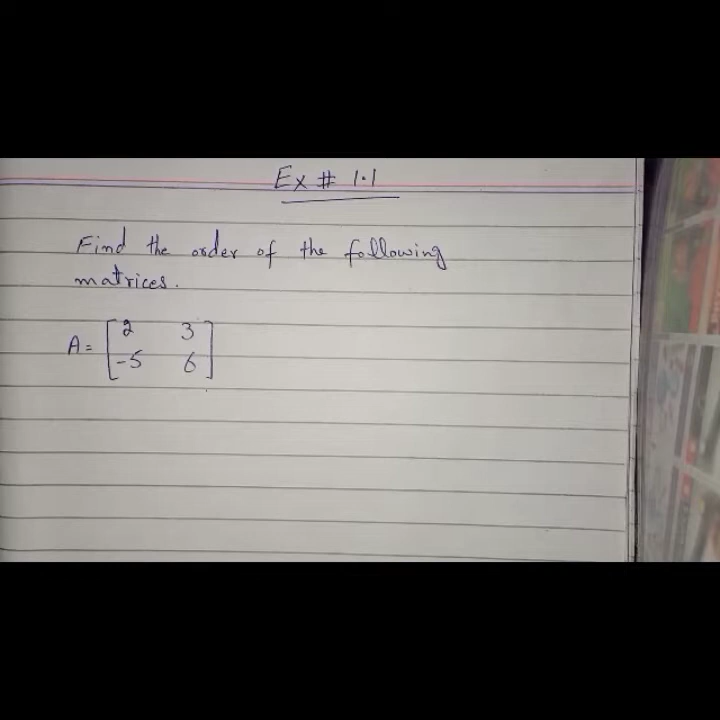 Ex # 1.1
Find the order of the following
matrices.
A = [2 3
-5 6]